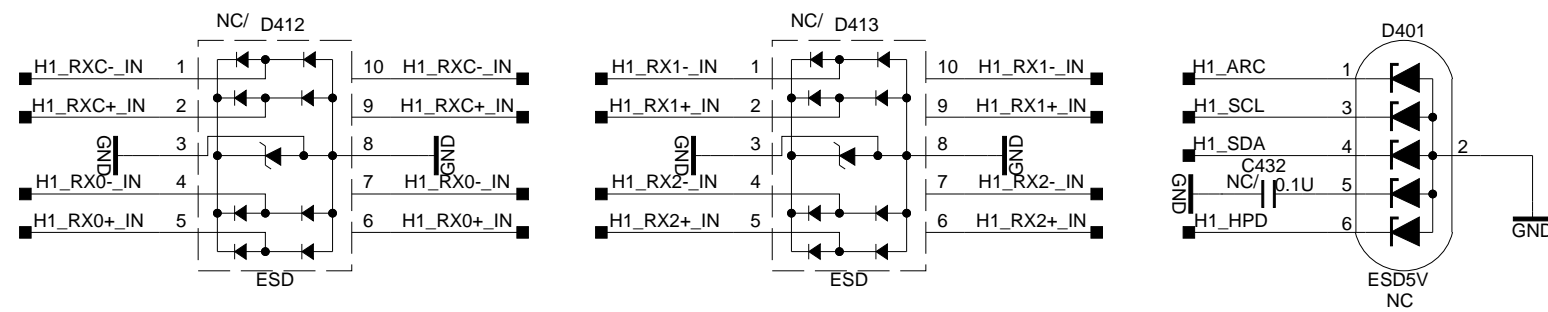 NC/ D412
H1_RXC-_IN 1 10 H1_RXC-_IN
H1_RXC+_IN 2 9 H1_RXC+_IN
GND 3 8 GND
H1_RX0-_IN 4 7 H1_RX0-_IN
H1_RX0+_IN 5 6 H1_RX0+_IN
ESD
NC/ D413
H1_RX1-_IN 1 10 H1_RX1-_IN
H1_RX1+_IN 2 9 H1_RX1+_IN
GND 3 8 GND
H1_RX2-_IN 4 7 H1_RX2-_IN
H1_RX2+_IN 5 6 H1_RX2+_IN
ESD
D401
H1_ARC 1
H1_SCL 3
H1_SDA 4 2
C432
GND NC/ 0.1U 5
H1_HPD 6
GND
ESD5V
NC